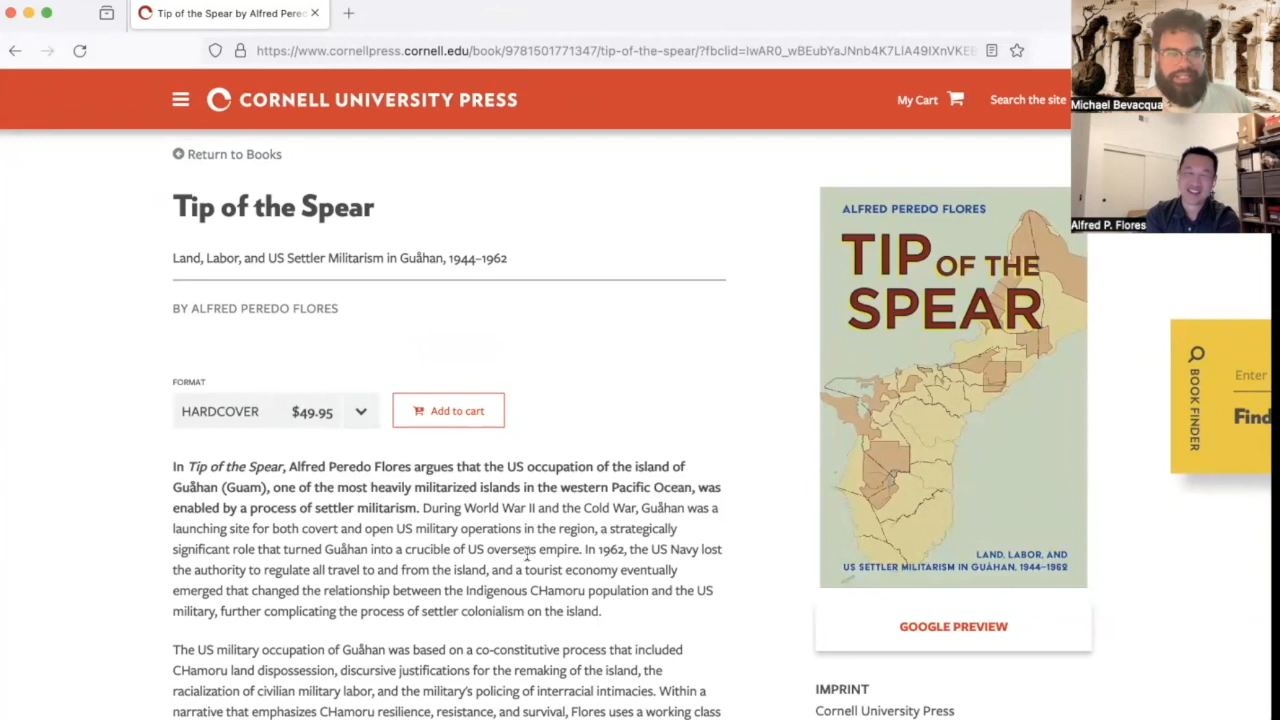 Tip of the Spear by Alfred Pered
https://www.cornellpress.cornell.edu/book/9781501771347/tip-of-the-spear/?fbclid=
CORNELL UNIVERSITY PRESS
My Cart
Search the site
Michael Bevacqua
Alfred P. Flores
Return to Books
Tip of the Spear
Land, Labor, and US Settler Militarism in Guåhan, 1944–1962
BY ALFRED PEREDO FLORES
FORMAT
HARDCOVER $49.95
Add to cart
In Tip of the Spear, Alfred Peredo Flores argues that the US occupation of the island of
Guåhan (Guam), one of the most heavily militarized islands in the western Pacific Ocean, was
enabled by a process of settler militarism. During World War II and the Cold War, Guåhan was a
launching site for both covert and open US military operations in the region, a strategically
significant role that turned Guåhan into a crucible of US overseas empire. In 1962, the US Navy lost
the authority to regulate all travel to and from the island, and a tourist economy eventually
emerged that changed the relationship between the Indigenous CHamoru population and the US
military, further complicating the process of settler colonialism on the island.
The US military occupation of Guåhan was based on a co-constitutive process that included
CHamoru land dispossession, discursive justifications for the remaking of the island, the
racialization of civilian military labor, and the military's policing of interracial intimacies. Within a
narrative that emphasizes CHamoru resilience, resistance, and survival, Flores uses a working class
ALFRED PEREDO FLORES
TIP OF THE
SPEAR
LAND, LABOR, AND
US SETTLER MILITARISM IN GUÅHAN, 1944–1962
GOOGLE PREVIEW
IMPRINT
Cornell University Press
BOOK FINDER
Enter
Find